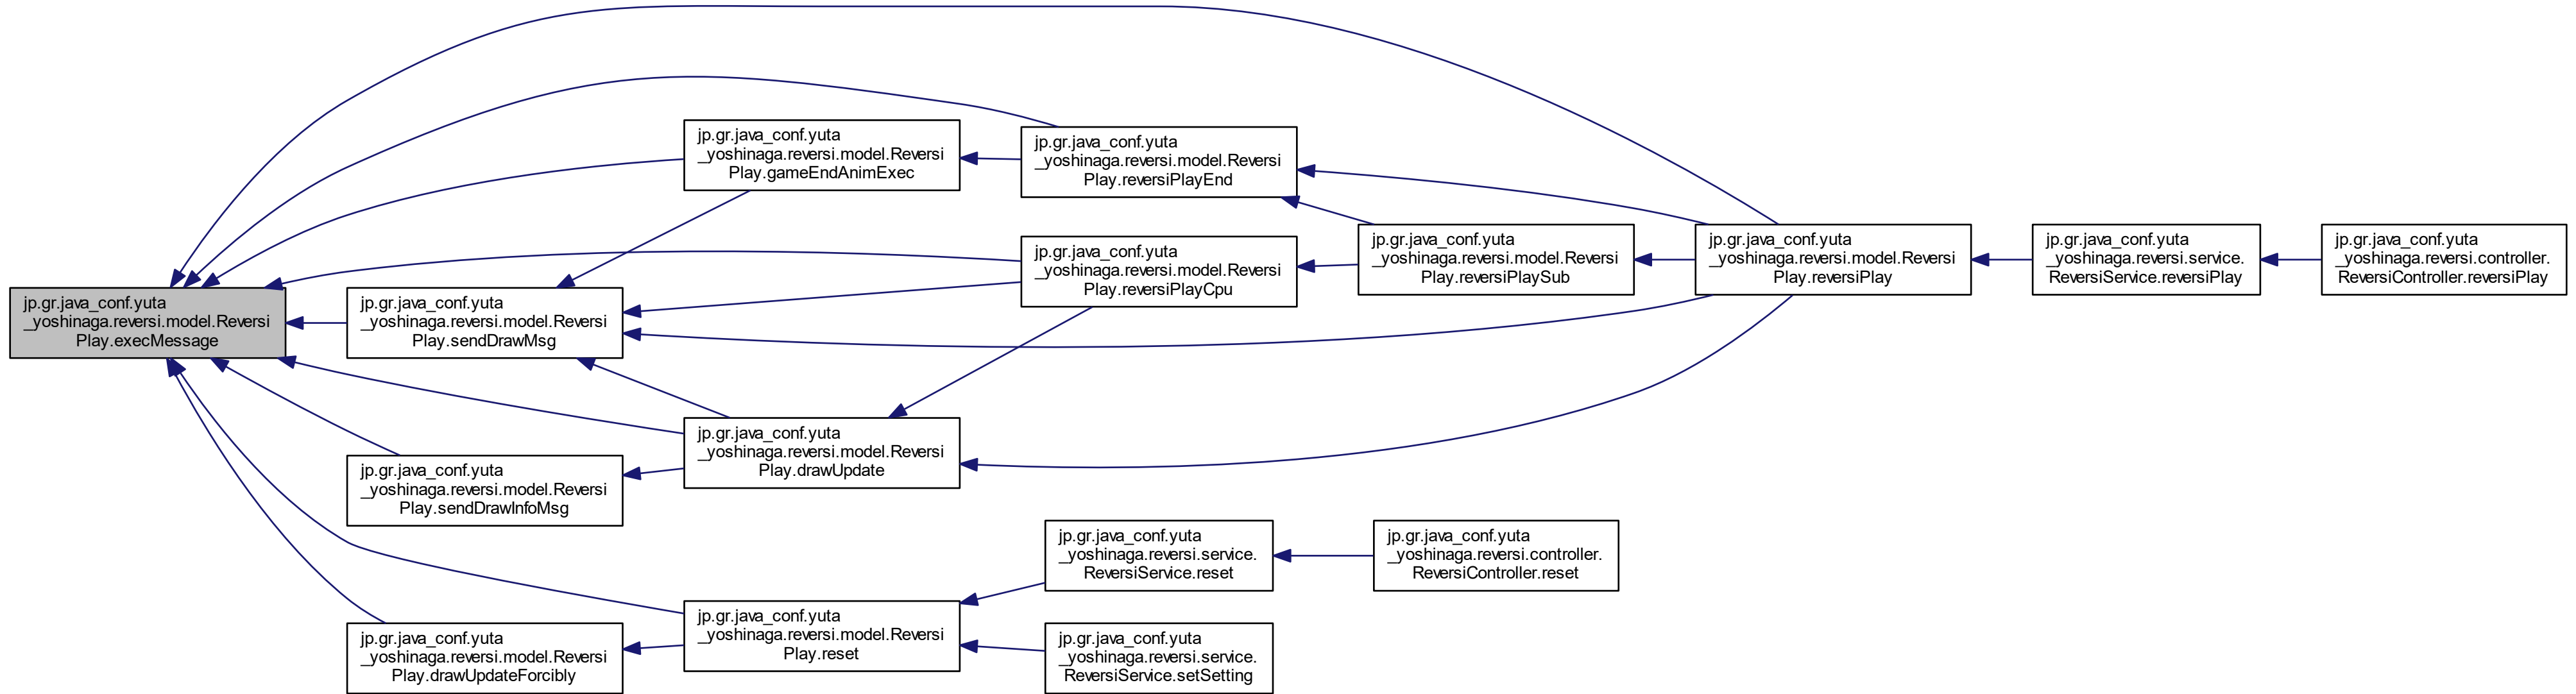 jp.gr.java_conf.yuta
_yoshinaga.reversi.model.Reversi
Play.execMessage
jp.gr.java_conf.yuta
_yoshinaga.reversi.model.Reversi
Play.sendDrawMsg
jp.gr.java_conf.yuta
_yoshinaga.reversi.model.Reversi
Play.sendDrawInfoMsg
jp.gr.java_conf.yuta
_yoshinaga.reversi.model.Reversi
Play.drawUpdateForcibly
jp.gr.java_conf.yuta
_yoshinaga.reversi.model.Reversi
Play.gameEndAnimExec
jp.gr.java_conf.yuta
_yoshinaga.reversi.model.Reversi
Play.drawUpdate
jp.gr.java_conf.yuta
_yoshinaga.reversi.model.Reversi
Play.reset
jp.gr.java_conf.yuta
_yoshinaga.reversi.model.Reversi
Play.reversiPlayEnd
jp.gr.java_conf.yuta
_yoshinaga.reversi.model.Reversi
Play.reversiPlayCpu
jp.gr.java_conf.yuta
_yoshinaga.reversi.service.
ReversiService.reset
jp.gr.java_conf.yuta
_yoshinaga.reversi.service.
ReversiService.setSetting
jp.gr.java_conf.yuta
_yoshinaga.reversi.model.Reversi
Play.reversiPlaySub
jp.gr.java_conf.yuta
_yoshinaga.reversi.controller.
ReversiController.reset
jp.gr.java_conf.yuta
_yoshinaga.reversi.model.Reversi
Play.reversiPlay
jp.gr.java_conf.yuta
_yoshinaga.reversi.service.
ReversiService.reversiPlay
jp.gr.java_conf.yuta
_yoshinaga.reversi.controller.
ReversiController.reversiPlay